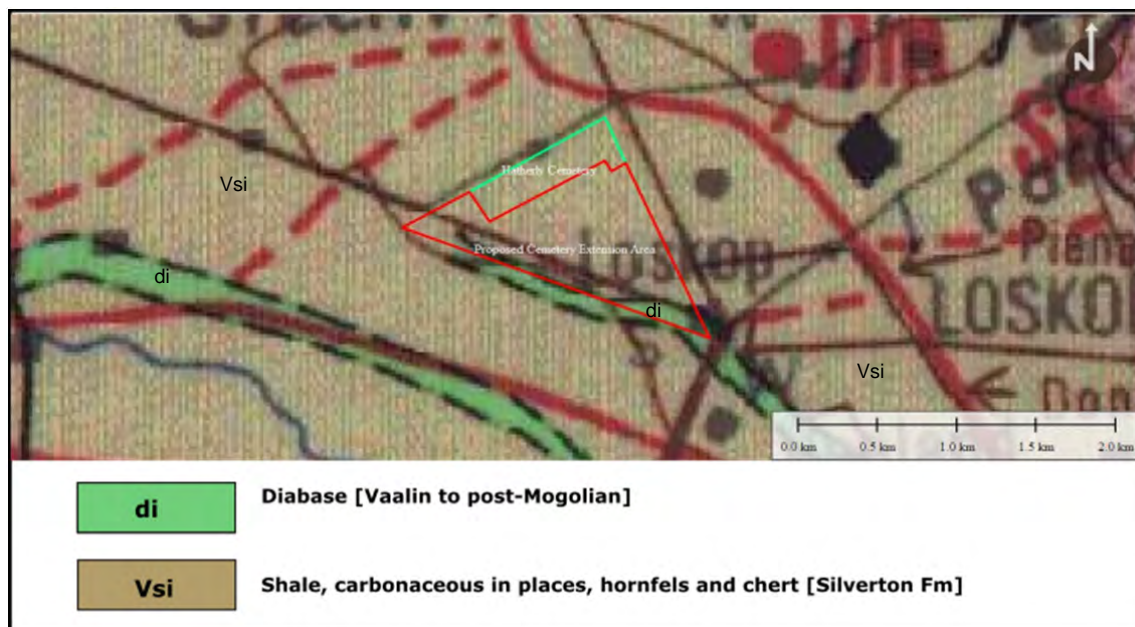 N
Vsi
Hatherly Cemetery
Proposed Cemetery Extension Area
LOSKOP
di
di
LOSKOP
Vsi
0.0 km 0.5 km 1.0 km 1.5 km 2.0 km
di
Diabase [Vaalin to post-Mogolian]
Vsi
Shale, carbonaceous in places, hornfels and chert [Silverton Fm]